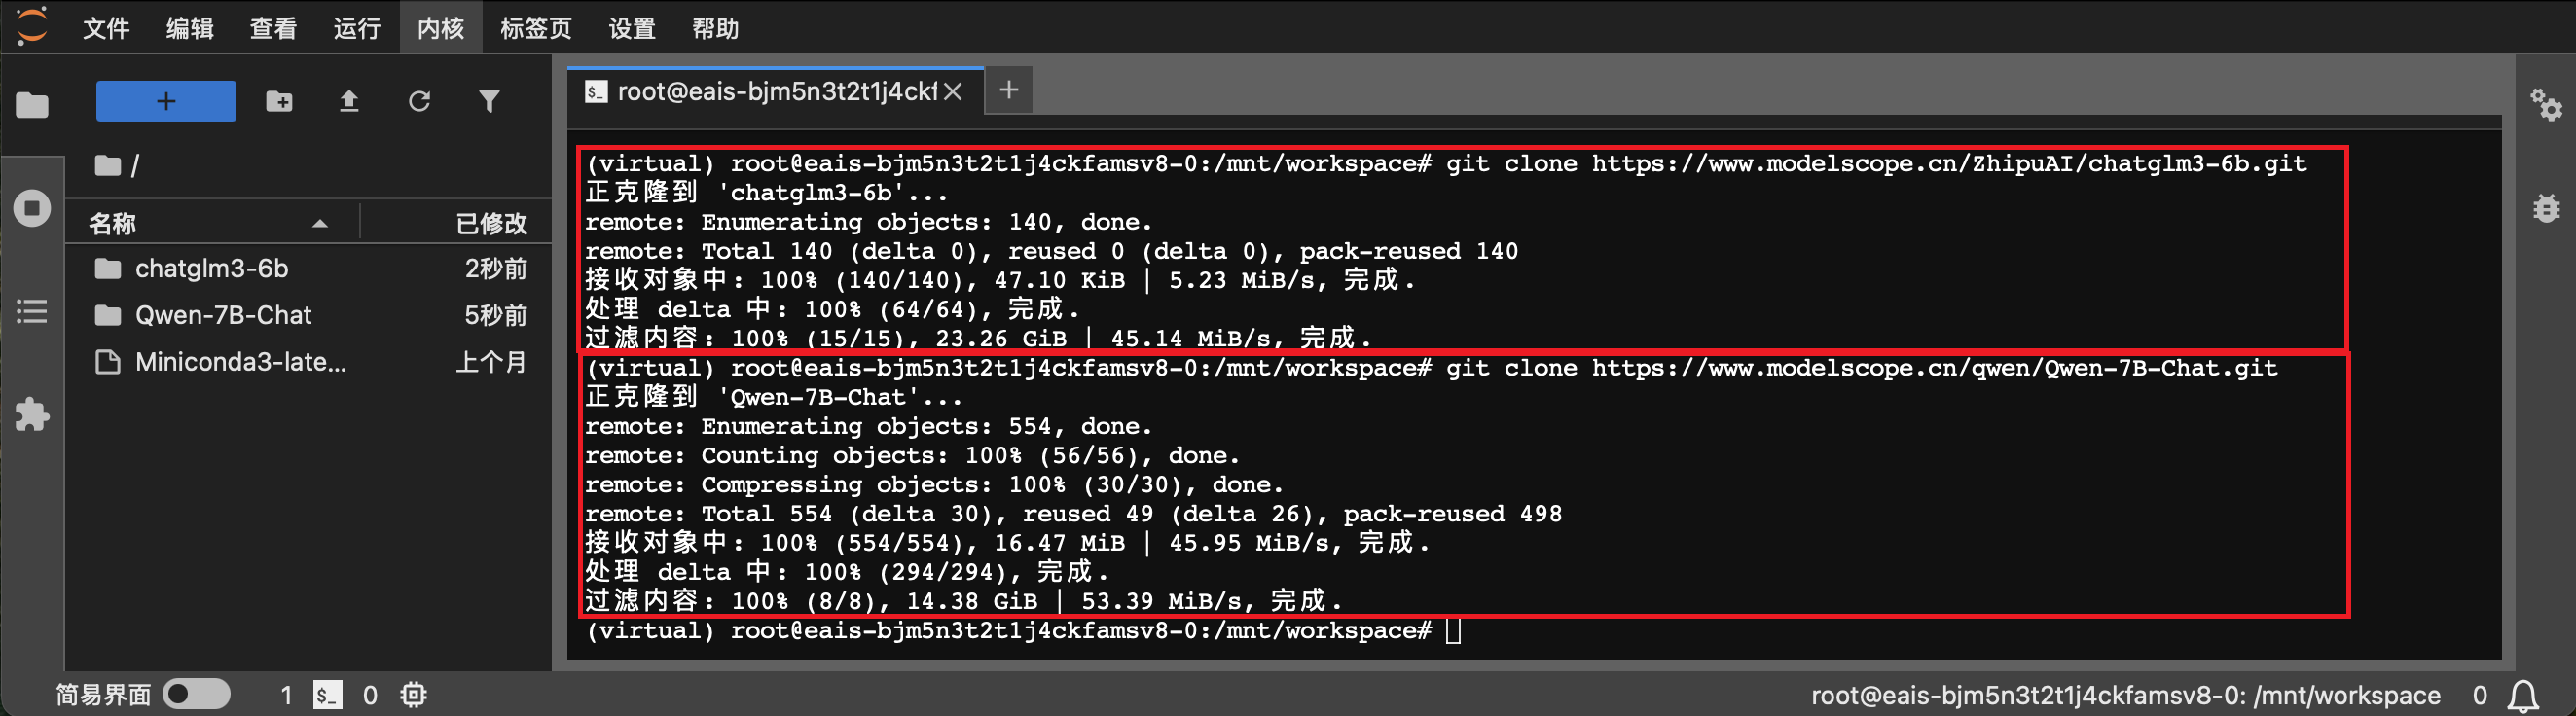 文件 编辑 查看 运行 内核 标签页 设置 帮助
+
/
名称 已修改
chatglm3-6b 2秒前
Qwen-7B-Chat 5秒前
Miniconda3-late... 上个月
$_ root@eais-bjm5n3t2t1j4ckf × +
(virtual) root@eais-bjm5n3t2t1j4ckfamsv8-0:/mnt/workspace# git clone https://www.modelscope.cn/ZhipuAI/chatglm3-6b.git
正克隆到 'chatglm3-6b'...
remote: Enumerating objects: 140, done.
remote: Total 140 (delta 0), reused 0 (delta 0), pack-reused 140
接收对象中: 100% (140/140), 47.10 KiB | 5.23 MiB/s, 完成.
处理 delta 中: 100% (64/64), 完成.
过滤内容: 100% (15/15), 23.26 GiB | 45.14 MiB/s, 完成.
(virtual) root@eais-bjm5n3t2t1j4ckfamsv8-0:/mnt/workspace# git clone https://www.modelscope.cn/qwen/Qwen-7B-Chat.git
正克隆到 'Qwen-7B-Chat'...
remote: Enumerating objects: 554, done.
remote: Counting objects: 100% (56/56), done.
remote: Compressing objects: 100% (30/30), done.
remote: Total 554 (delta 30), reused 49 (delta 26), pack-reused 498
接收对象中: 100% (554/554), 16.47 MiB | 45.95 MiB/s, 完成.
处理 delta 中: 100% (294/294), 完成.
过滤内容: 100% (8/8), 14.38 GiB | 53.39 MiB/s, 完成.
(virtual) root@eais-bjm5n3t2t1j4ckfamsv8-0:/mnt/workspace#
简易界面 1 $_ 0 root@eais-bjm5n3t2t1j4ckfamsv8-0: /mnt/workspace 0